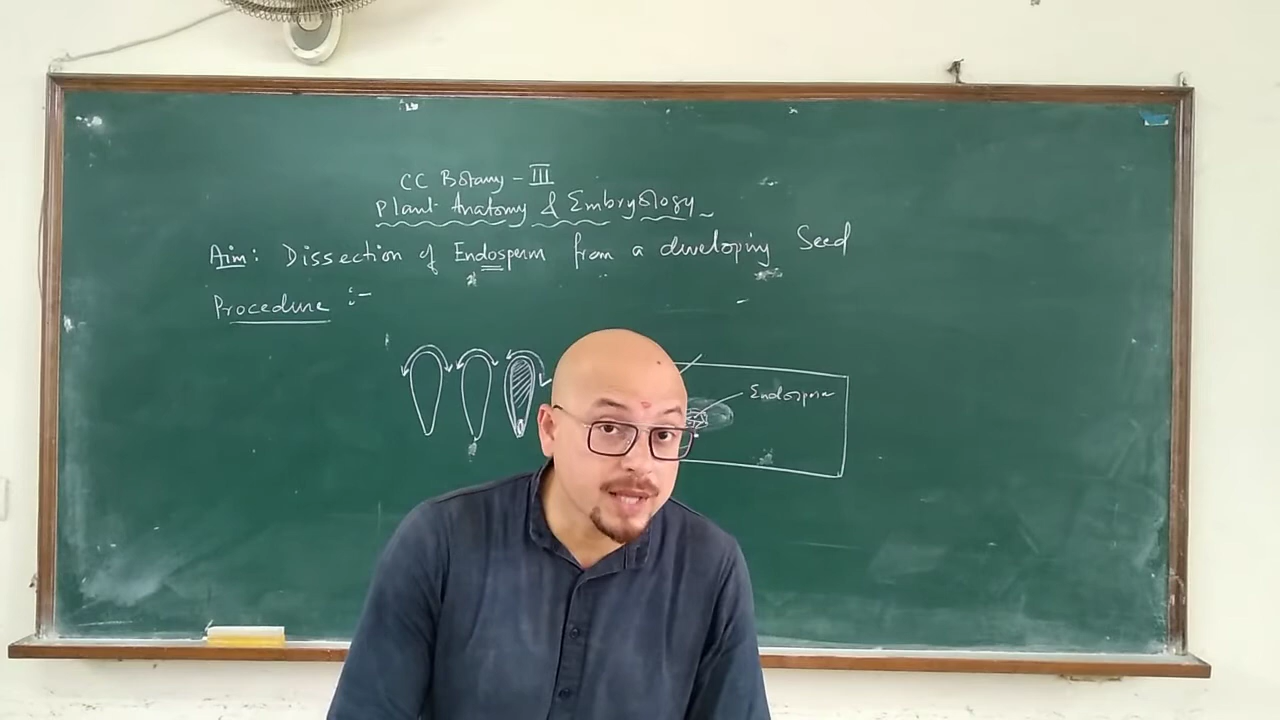 CC Botany - III
Plant Anatomy & Embryology
Aim: Dissection of Endosperm from a developing Seed
Procedure :-
Endosperm